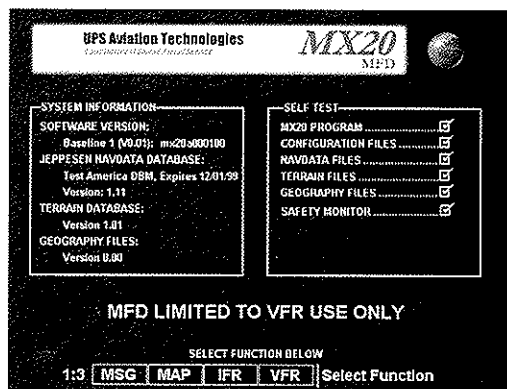 UPS Aviation Technologies
MX20
MFD
SYSTEM INFORMATION
SOFTWARE VERSION:
Baseline 1 (V0.01): mx20a000100
JEPPESEN NAVDATA DATABASE:
Test America DBM, Expires 12/01/99
Version: 1.11
TERRAIN DATABASE:
Version 1.01
GEOGRAPHY FILES:
Version 0.00
SELF TEST
MX20 PROGRAM
CONFIGURATION FILES
NAVDATA FILES
TERRAIN FILES
GEOGRAPHY FILES
SAFETY MONITOR
MFD LIMITED TO VFR USE ONLY
SELECT FUNCTION BELOW
1:3 MSG MAP IFR VFR Select Function